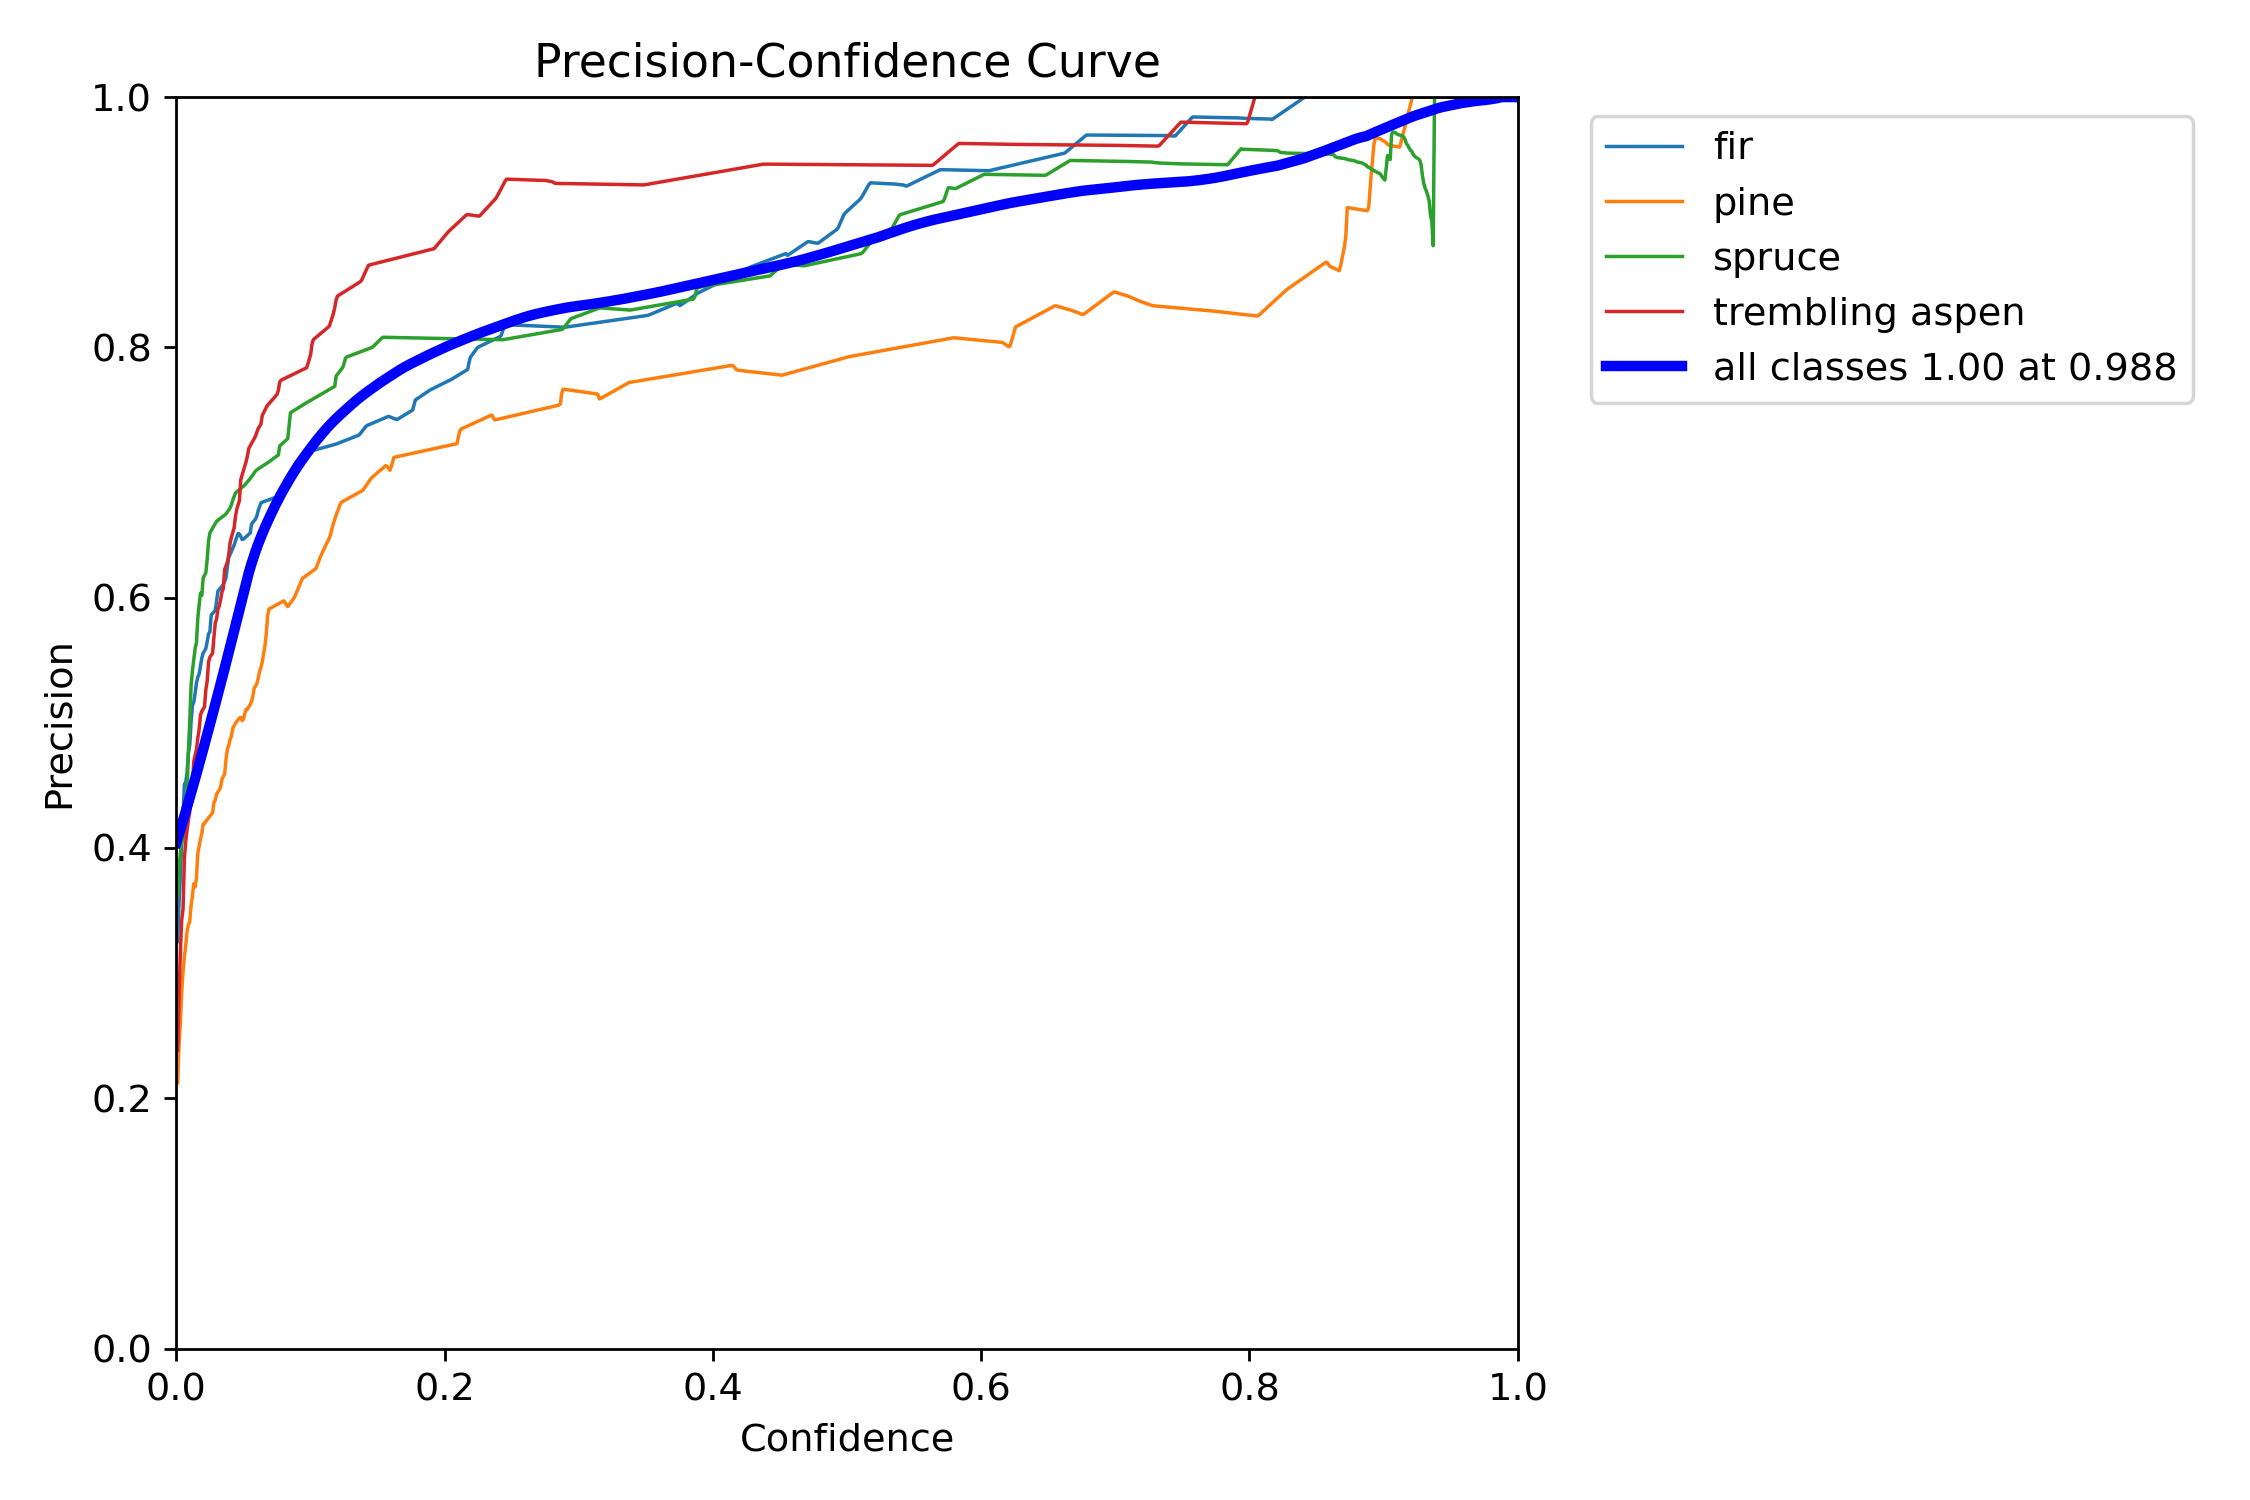 Precision-Confidence Curve
1.0
0.8
0.6
0.4
0.2
0.0
Precision
0.0 0.2 0.4 0.6 0.8 1.0
Confidence
fir
pine
spruce
trembling aspen
all classes 1.00 at 0.988